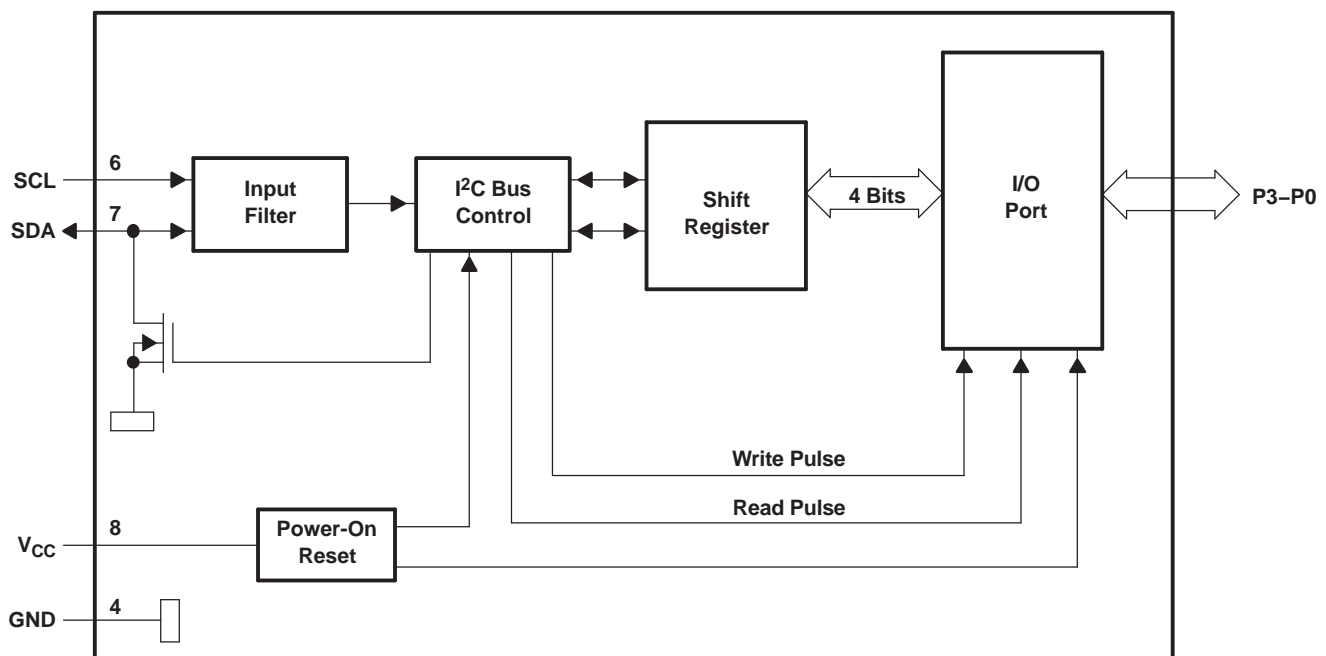 SCL
6
SDA
7
Input
Filter
I²C Bus
Control
Shift
Register
4 Bits
I/O
Port
P3–P0
Write Pulse
Read Pulse
VCC
8
Power-On
Reset
GND
4